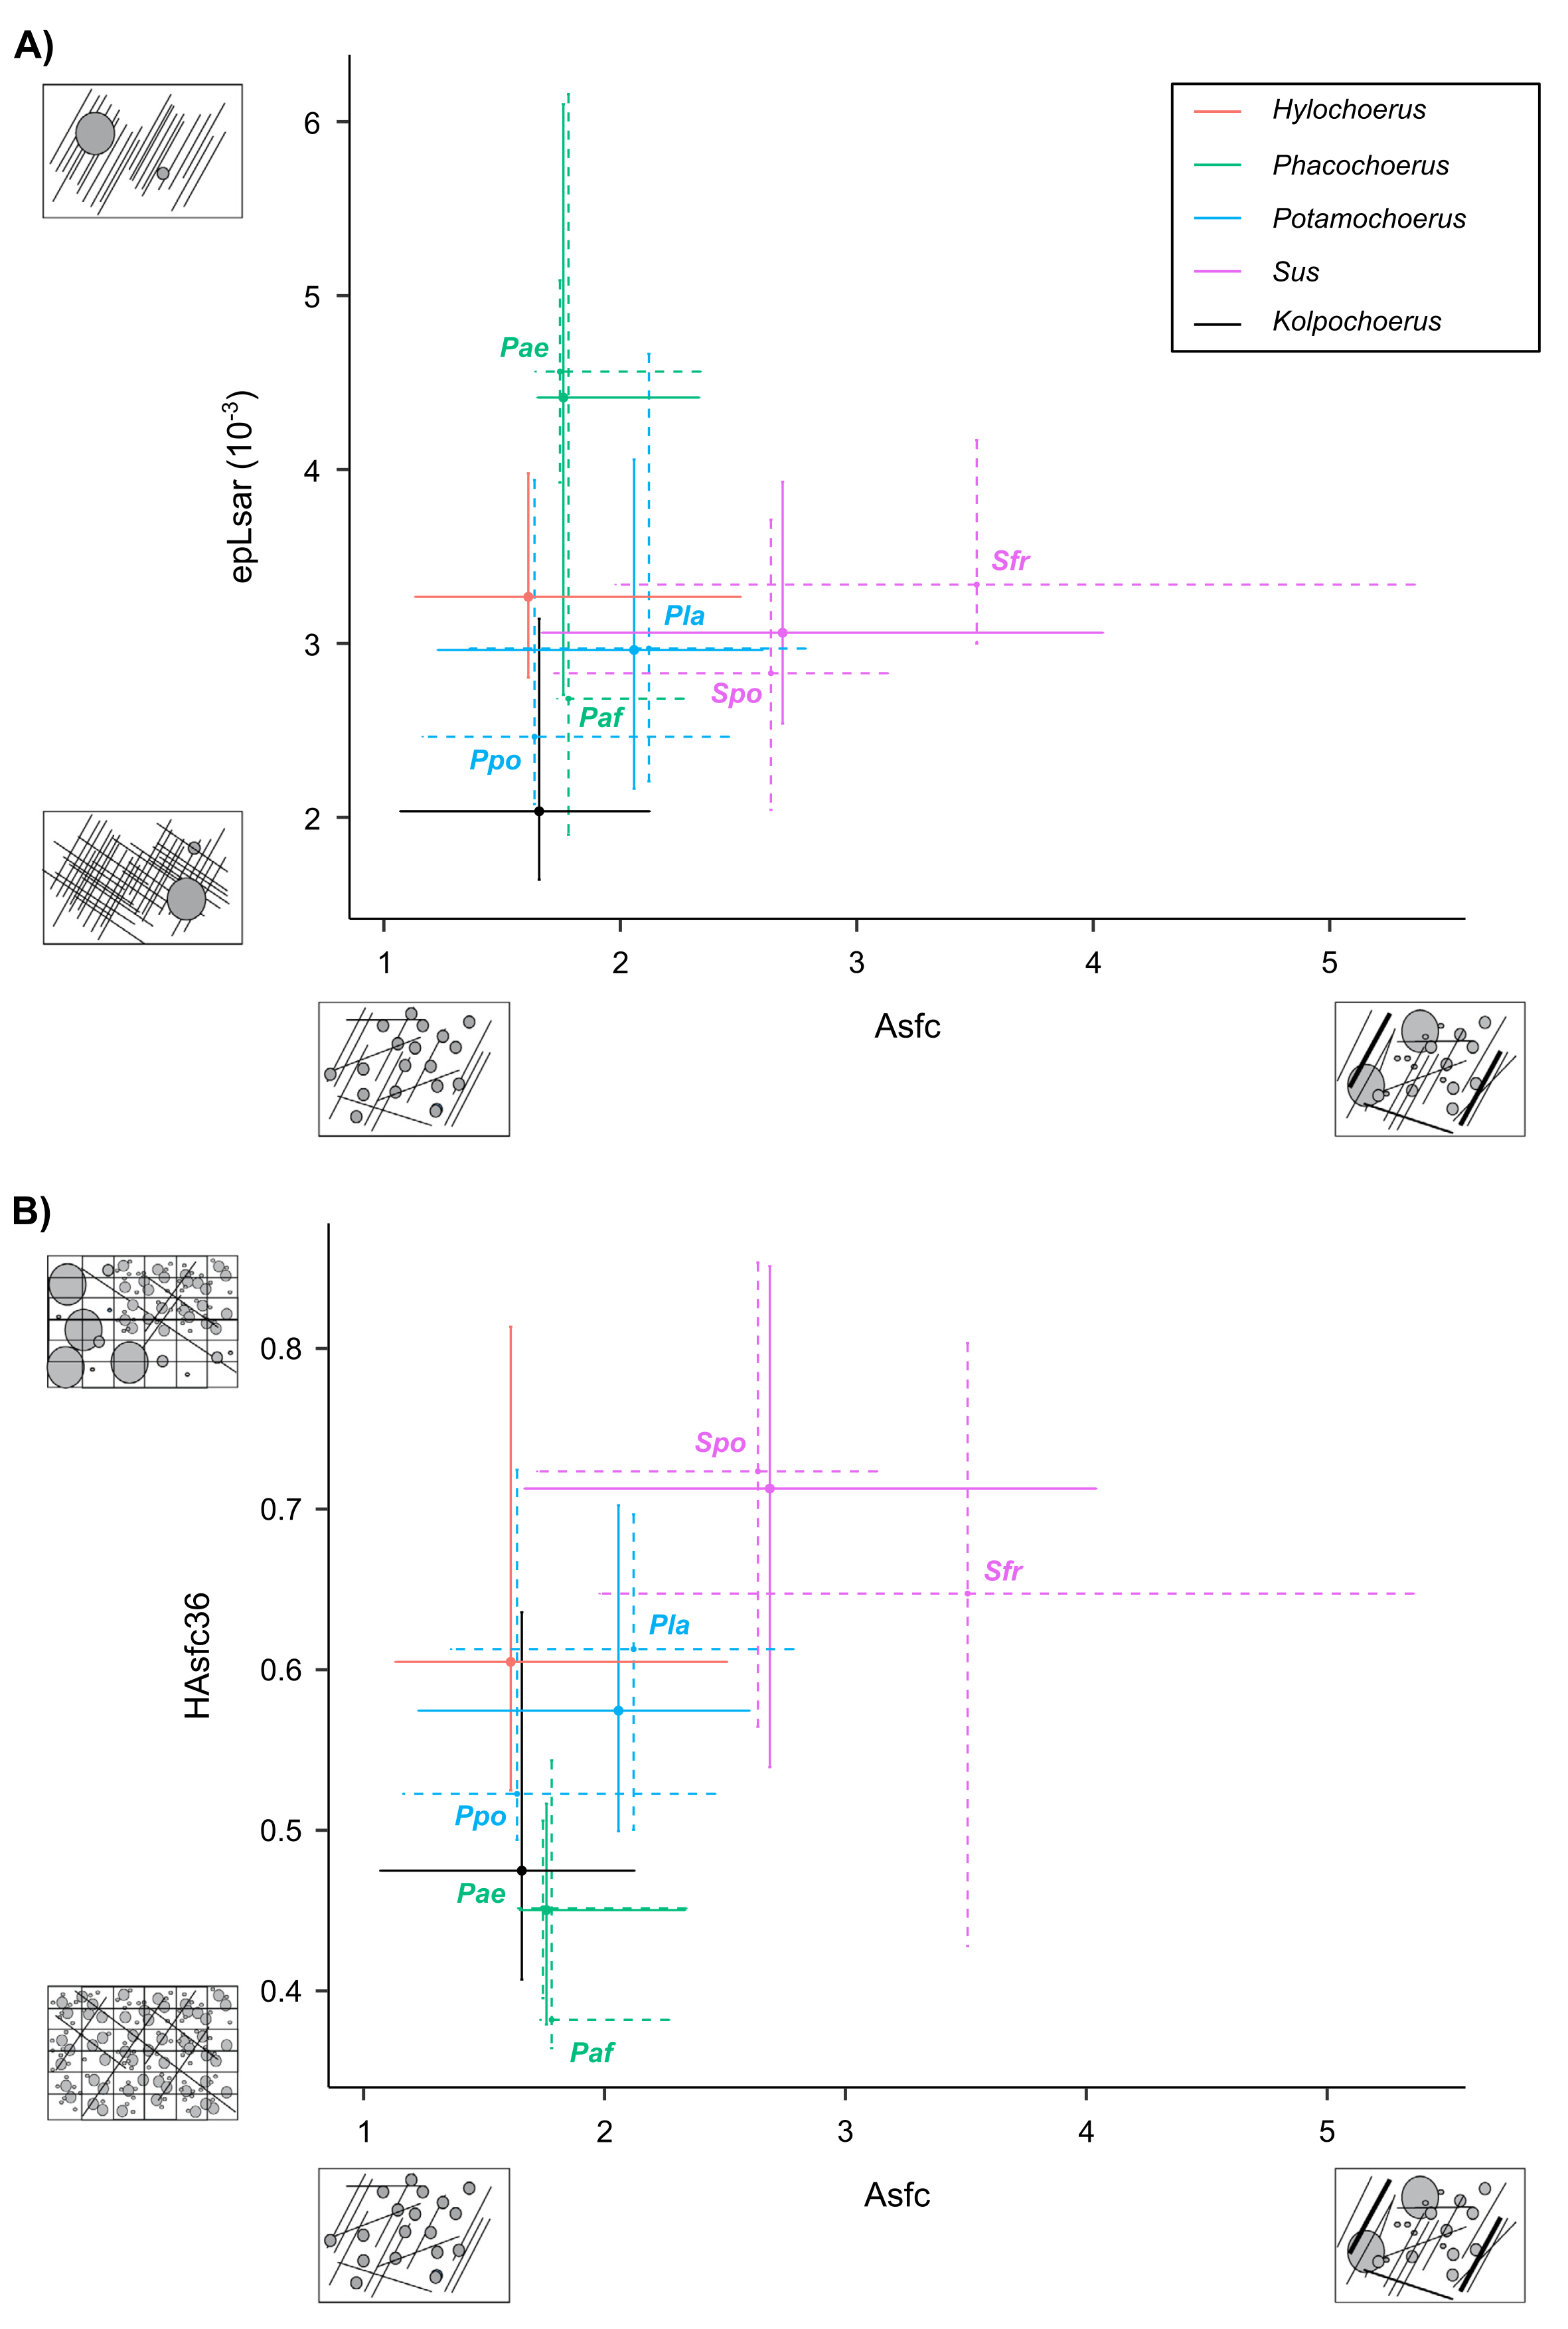 A)
Hylochoerus
Phacochoerus
Potamochoerus
Sus
Kolpochoerus
epLsar (10-3)
6
5
4
3
2
Pae
Sfr
Pla
Spo
Paf
Ppo
1 2 3 4 5
Asfc
B)
HAsfc36
0.8
0.7
0.6
0.5
0.4
Spo
Sfr
Pla
Ppo
Pae
Paf
1 2 3 4 5
Asfc